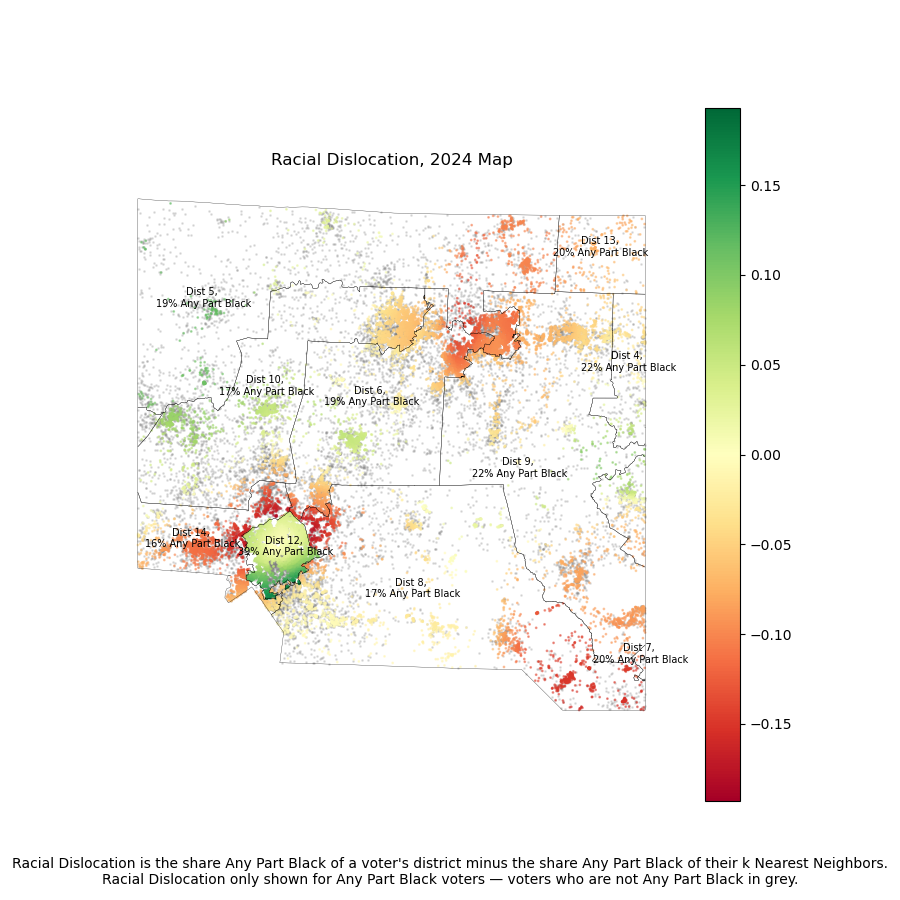 Racial Dislocation, 2024 Map
Dist 13,
20% Any Part Black
Dist 5,
19% Any Part Black
Dist 4,
22% Any Part Black
Dist 10,
17% Any Part Black
Dist 6,
19% Any Part Black
Dist 9,
22% Any Part Black
Dist 14,
16% Any Part Black
Dist 12,
39% Any Part Black
Dist 8,
17% Any Part Black
Dist 7,
20% Any Part Black
0.15
0.10
0.05
0.00
−0.05
−0.10
−0.15
Racial Dislocation is the share Any Part Black of a voter's district minus the share Any Part Black of their k Nearest Neighbors.
Racial Dislocation only shown for Any Part Black voters — voters who are not Any Part Black in grey.